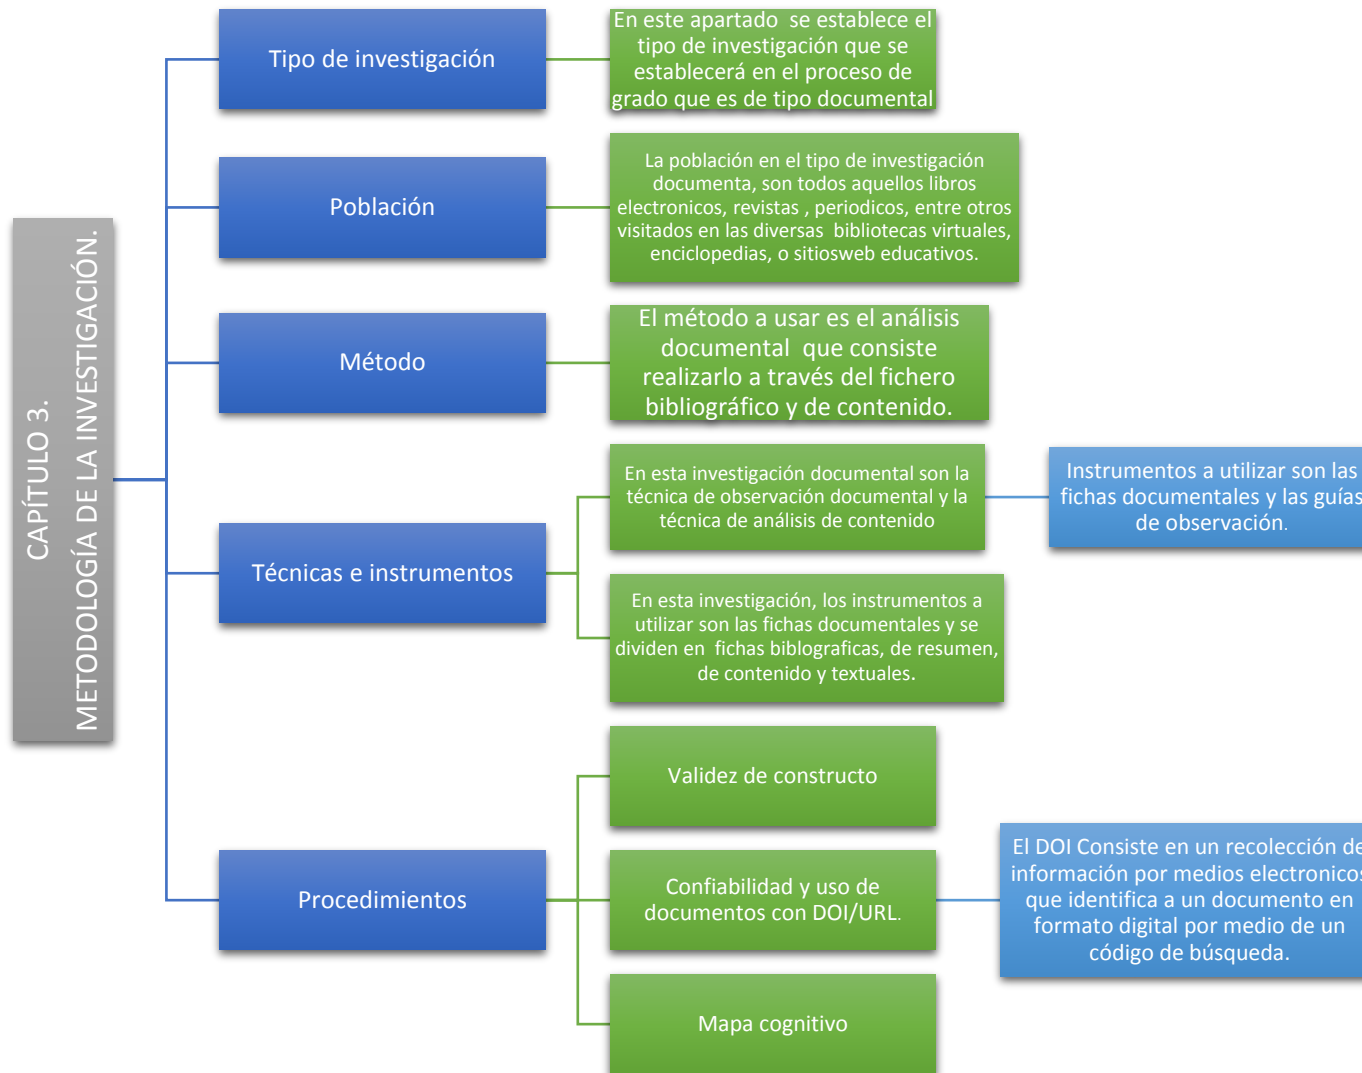 CAPÍTULO 3.
METODOLOGÍA DE LA INVESTIGACIÓN.
Tipo de investigación
En este apartado se establece el
tipo de investigación que se
establecerá en el proceso de
grado que es de tipo documental
Población
La población en el tipo de investigación
documenta, son todos aquellos libros
electronicos, revistas , periodicos, entre otros
visitados en las diversas bibliotecas virtuales,
enciclopedias, o sitiosweb educativos.
Método
El método a usar es el análisis
documental que consiste
realizarlo a través del fichero
bibliográfico y de contenido.
Técnicas e instrumentos
En esta investigación documental son la
técnica de observación documental y la
técnica de análisis de contenido
Instrumentos a utilizar son las
fichas documentales y las guías
de observación.
En esta investigación, los instrumentos a
utilizar son las fichas documentales y se
dividen en fichas biblograficas, de resumen,
de contenido y textuales.
Procedimientos
Validez de constructo
Confiabilidad y uso de
documentos con DOI/URL.
El DOI Consiste en un recolección de
información por medios electronicos
que identifica a un documento en
formato digital por medio de un
código de búsqueda.
Mapa cognitivo